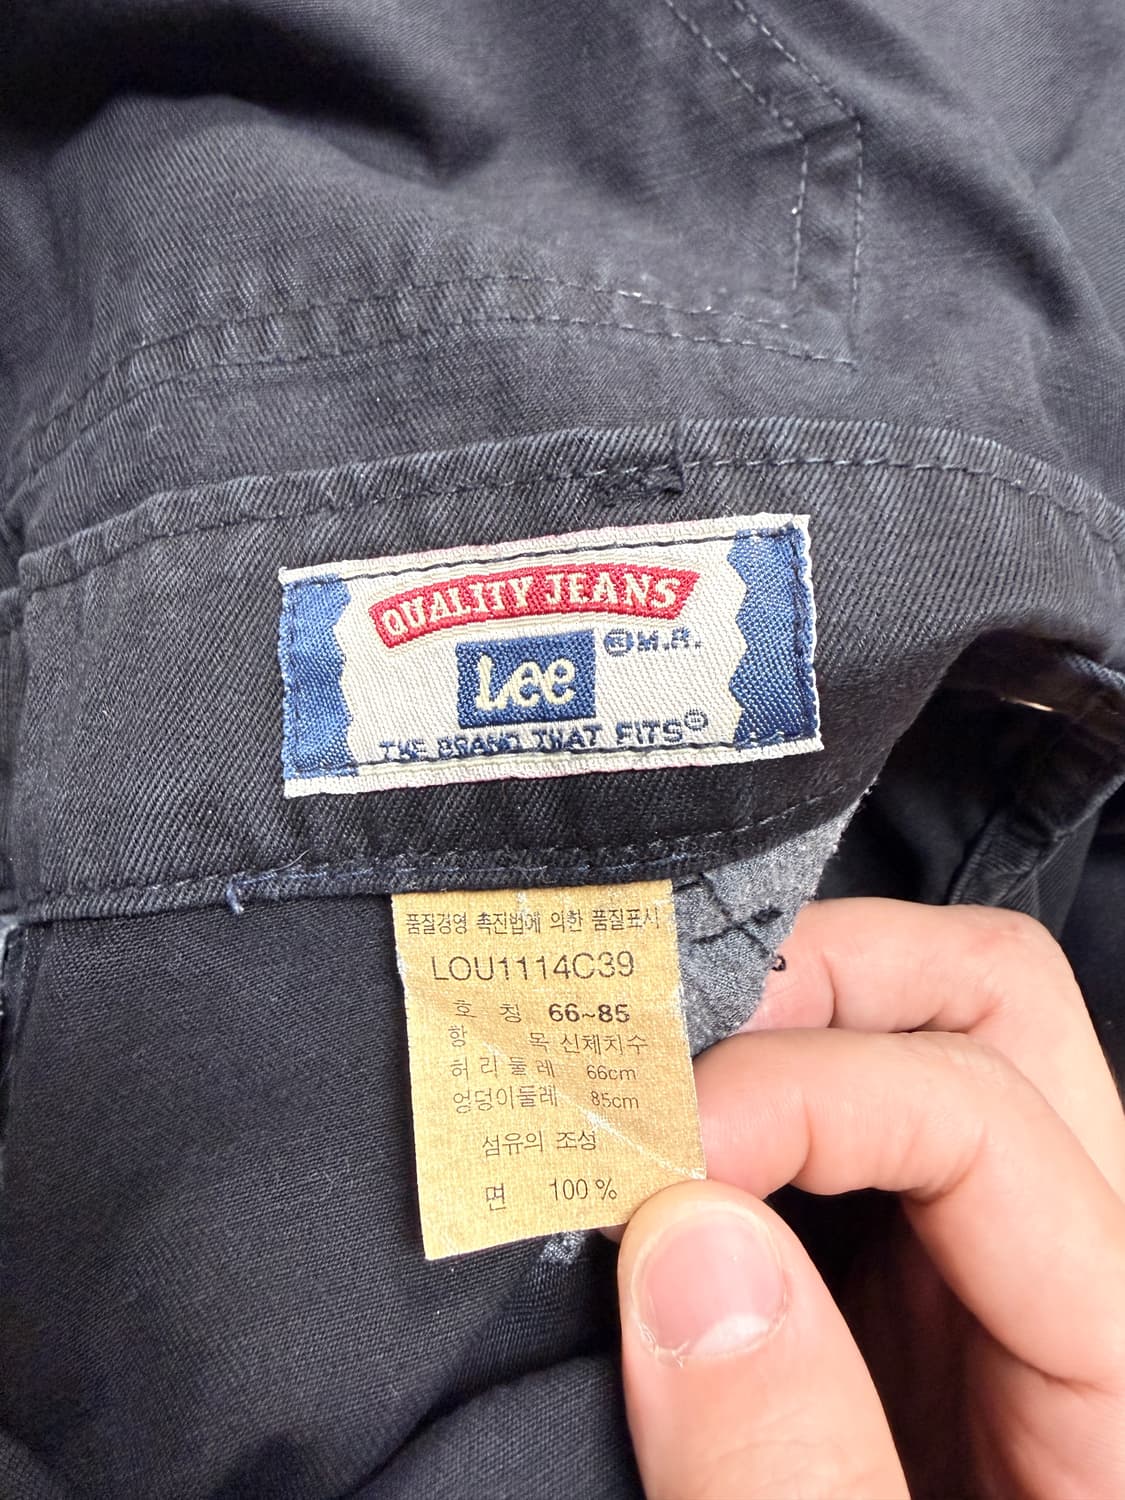 QUALITY JEANS
Lee ® M.R.
THE BRAND THAT FITS®
품질경영 촉진법에 의한 품질표시
LOU1114C39
호 칭 66~85
항 목 신체치수
허리둘레 66cm
엉덩이둘레 85cm
섬유의 조성
면 100%